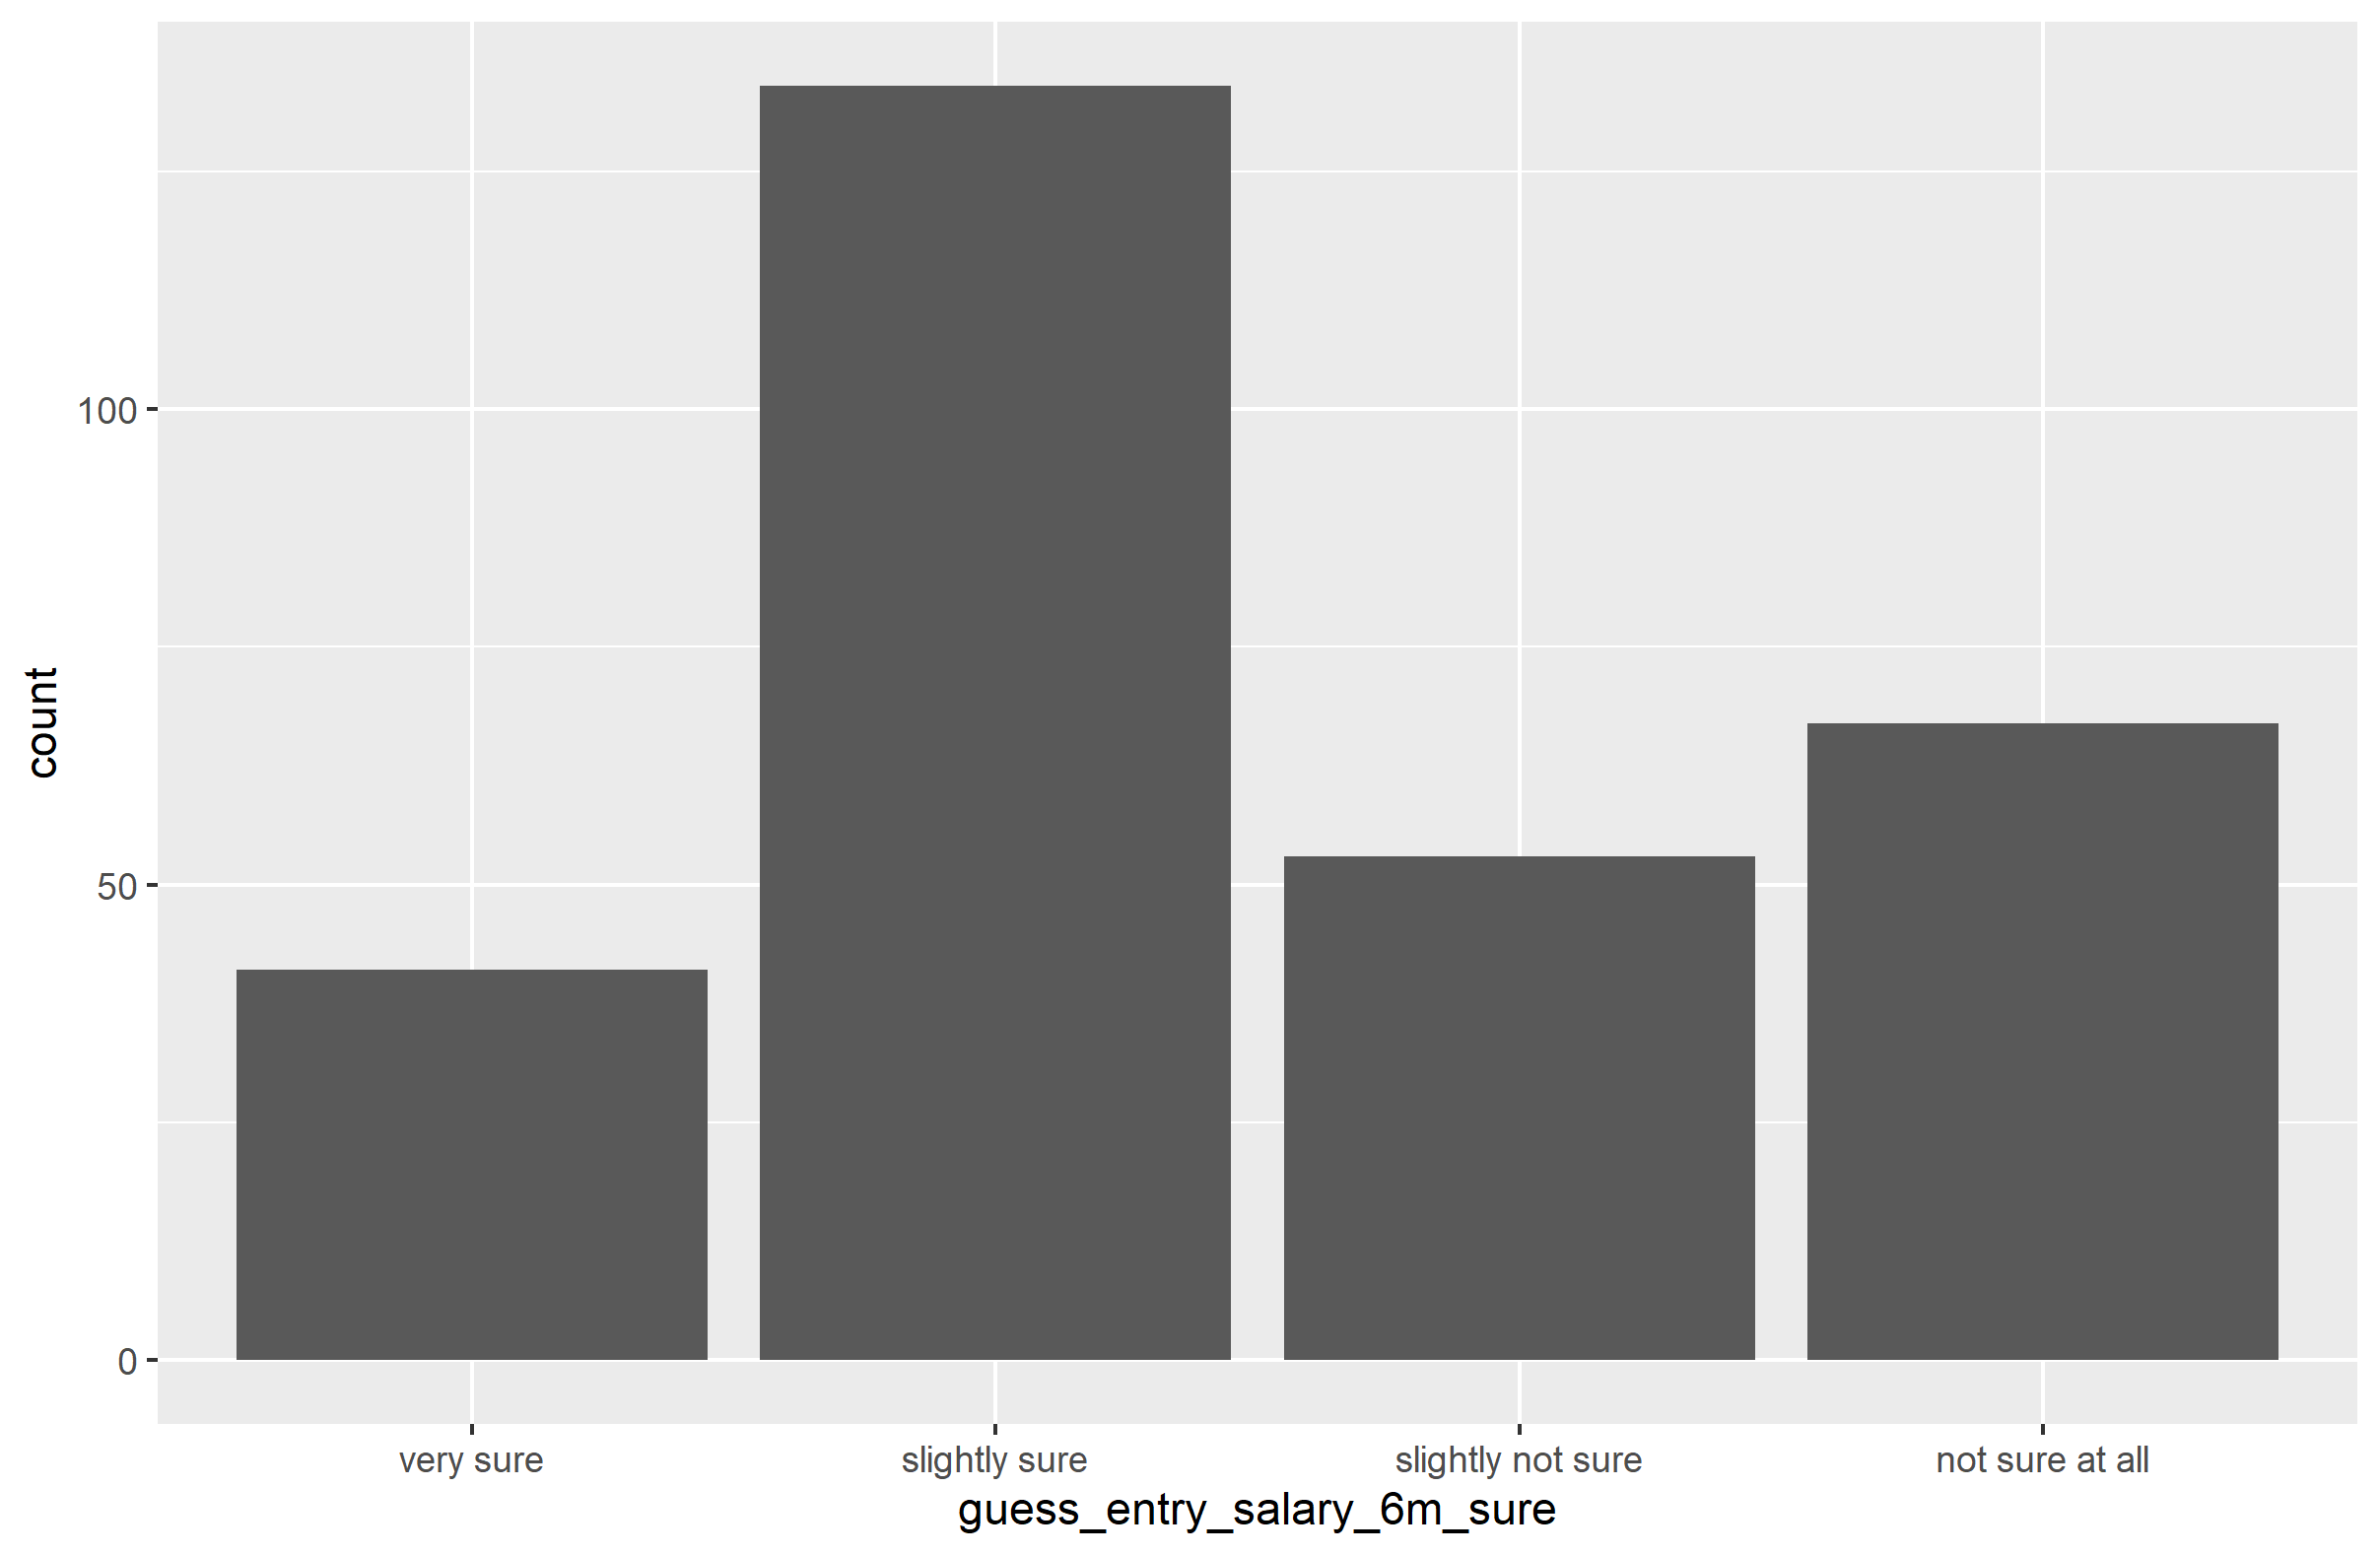 count
100
50
0
very sure
slightly sure
slightly not sure
not sure at all
guess_entry_salary_6m_sure